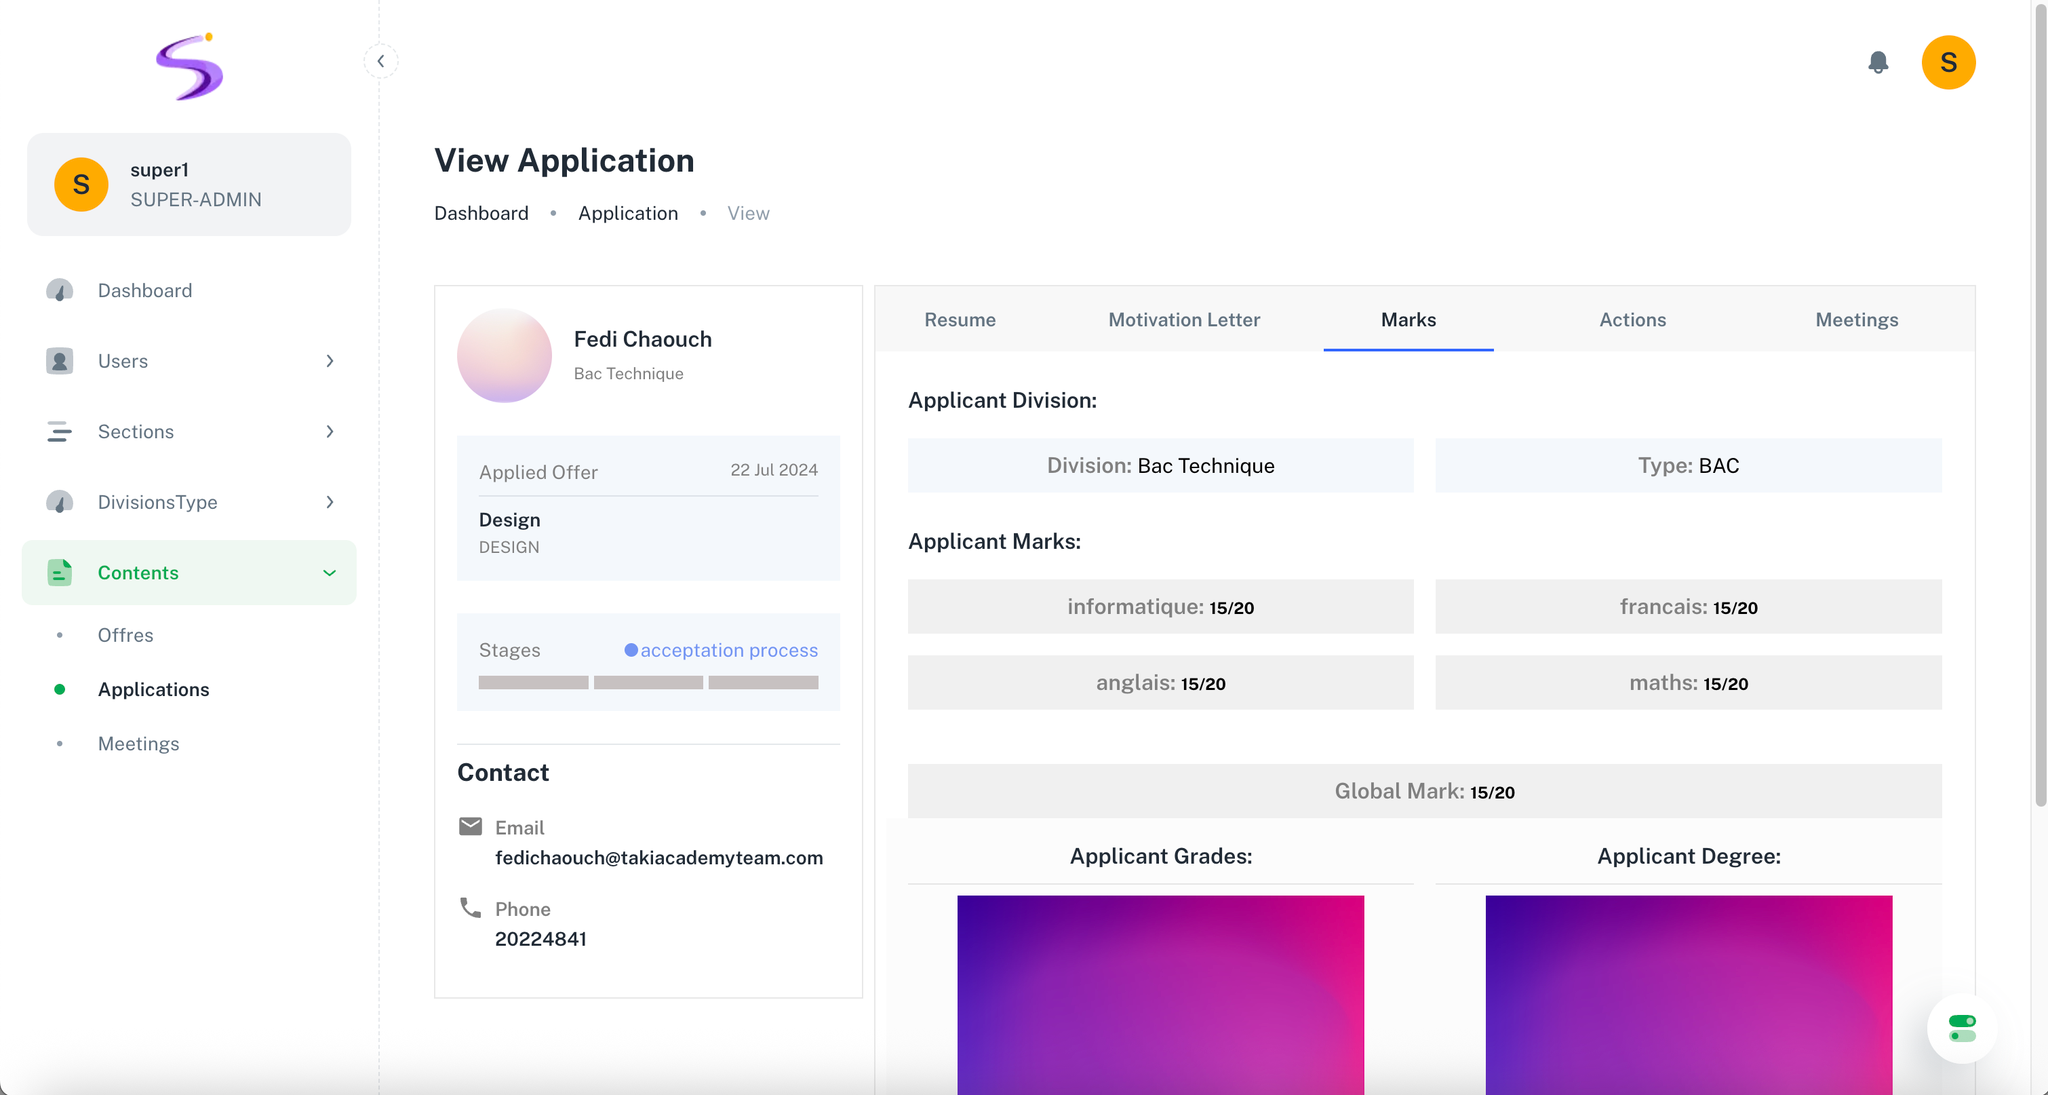 S
super1
SUPER-ADMIN
Dashboard
Users
Sections
DivisionsType
Contents
Offres
Applications
Meetings
S
View Application
Dashboard • Application • View
Fedi Chaouch
Bac Technique
Applied Offer 22 Jul 2024
Design
DESIGN
Stages acceptation process
Contact
Email
fedichaouch@takiacademyteam.com
Phone
20224841
Resume Motivation Letter Marks Actions Meetings
Applicant Division:
Division: Bac Technique Type: BAC
Applicant Marks:
informatique: 15/20 francais: 15/20
anglais: 15/20 maths: 15/20
Global Mark: 15/20
Applicant Grades: Applicant Degree: